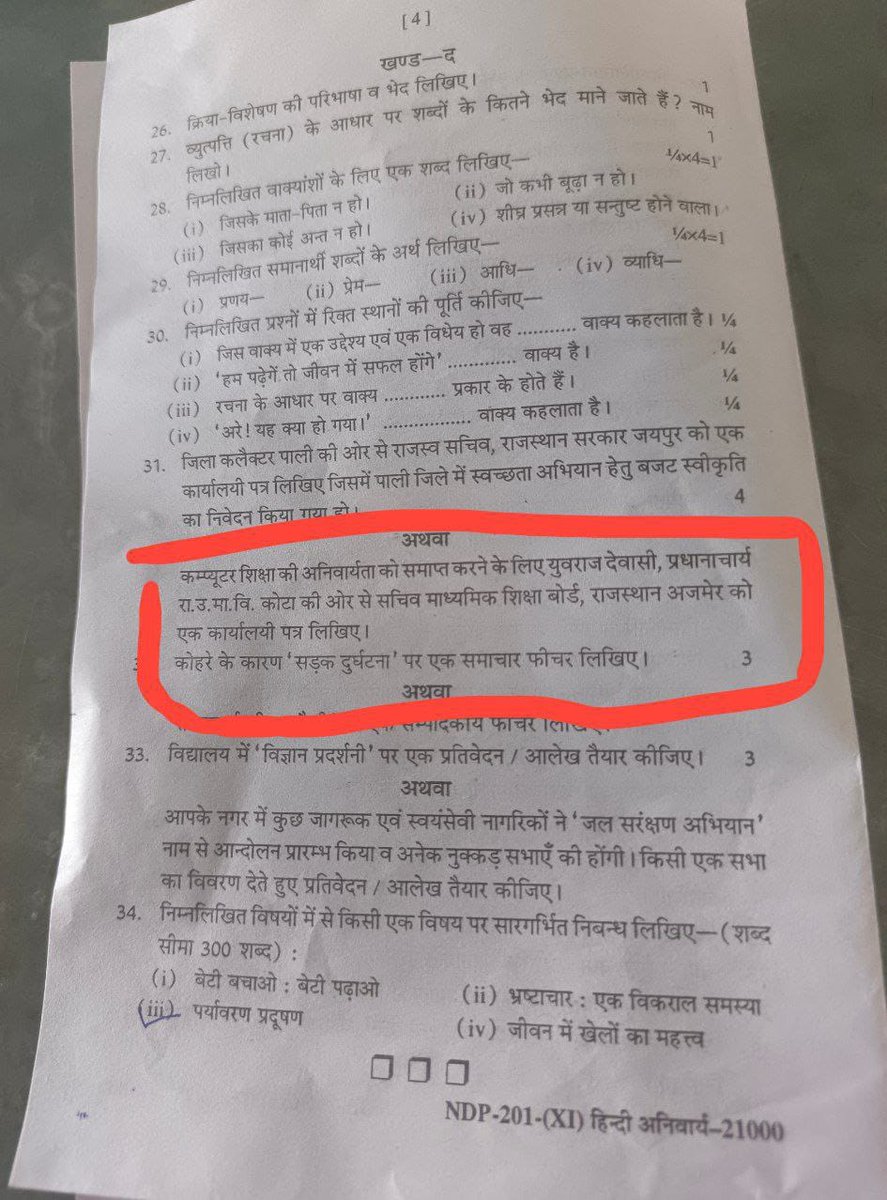 [4]
खण्ड—द
26. क्रिया-विशेषण की परिभाषा व भेद लिखिए। 1
27. व्युत्पत्ति (रचना) के आधार पर शब्दों के कितने भेद माने जाते हैं? नाम
लिखो। 1
28. निम्नलिखित वाक्यांशों के लिए एक शब्द लिखिए— ¼×4=1
(i) जिसके माता-पिता न हो। (ii) जो कभी बूढ़ा न हो।
(iii) जिसका कोई अन्त न हो। (iv) शीघ्र प्रसन्न या सन्तुष्ट होने वाला।
29. निम्नलिखित समानार्थी शब्दों के अर्थ लिखिए— ¼×4=1
(i) प्रणय— (ii) प्रेम— (iii) आधि— (iv) व्याधि—
30. निम्नलिखित प्रश्नों में रिक्त स्थानों की पूर्ति कीजिए—
(i) जिस वाक्य में एक उद्देश्य एवं एक विधेय हो वह ........... वाक्य कहलाता है। ¼
(ii) ‘हम पढ़ेगें तो जीवन में सफल होंगे’ ............. वाक्य है। ¼
(iii) रचना के आधार पर वाक्य ............ प्रकार के होते हैं। ¼
(iv) ‘अरे! यह क्या हो गया।’ ................. वाक्य कहलाता है। ¼
31. जिला कलैक्टर पाली की ओर से राजस्व सचिव, राजस्थान सरकार जयपुर को एक
कार्यालयी पत्र लिखिए जिसमें पाली जिले में स्वच्छता अभियान हेतु बजट स्वीकृति
का निवेदन किया गया हो। 4
अथवा
कम्प्यूटर शिक्षा की अनिवार्यता को समाप्त करने के लिए युवराज देवासी, प्रधानाचार्य
रा.उ.मा.वि. कोटा की ओर से सचिव माध्यमिक शिक्षा बोर्ड, राजस्थान अजमेर को
एक कार्यालयी पत्र लिखिए।
कोहरे के कारण ‘सड़क दुर्घटना’ पर एक समाचार फीचर लिखिए। 3
अथवा
सम्पादकीय फीचर लिखिए।
33. विद्यालय में ‘विज्ञान प्रदर्शनी’ पर एक प्रतिवेदन / आलेख तैयार कीजिए। 3
अथवा
आपके नगर में कुछ जागरूक एवं स्वयंसेवी नागरिकों ने ‘जल सरंक्षण अभियान’
नाम से आन्दोलन प्रारम्भ किया व अनेक नुक्कड़ सभाएँ की होंगी। किसी एक सभा
का विवरण देते हुए प्रतिवेदन / आलेख तैयार कीजिए।
34. निम्नलिखित विषयों में से किसी एक विषय पर सारगर्भित निबन्ध लिखिए—(शब्द
सीमा 300 शब्द) :
(i) बेटी बचाओ : बेटी पढ़ाओ (ii) भ्रष्टाचार : एक विकराल समस्या
(iii) पर्यावरण प्रदूषण (iv) जीवन में खेलों का महत्त्व
NDP-201-(XI) हिन्दी अनिवार्य–21000